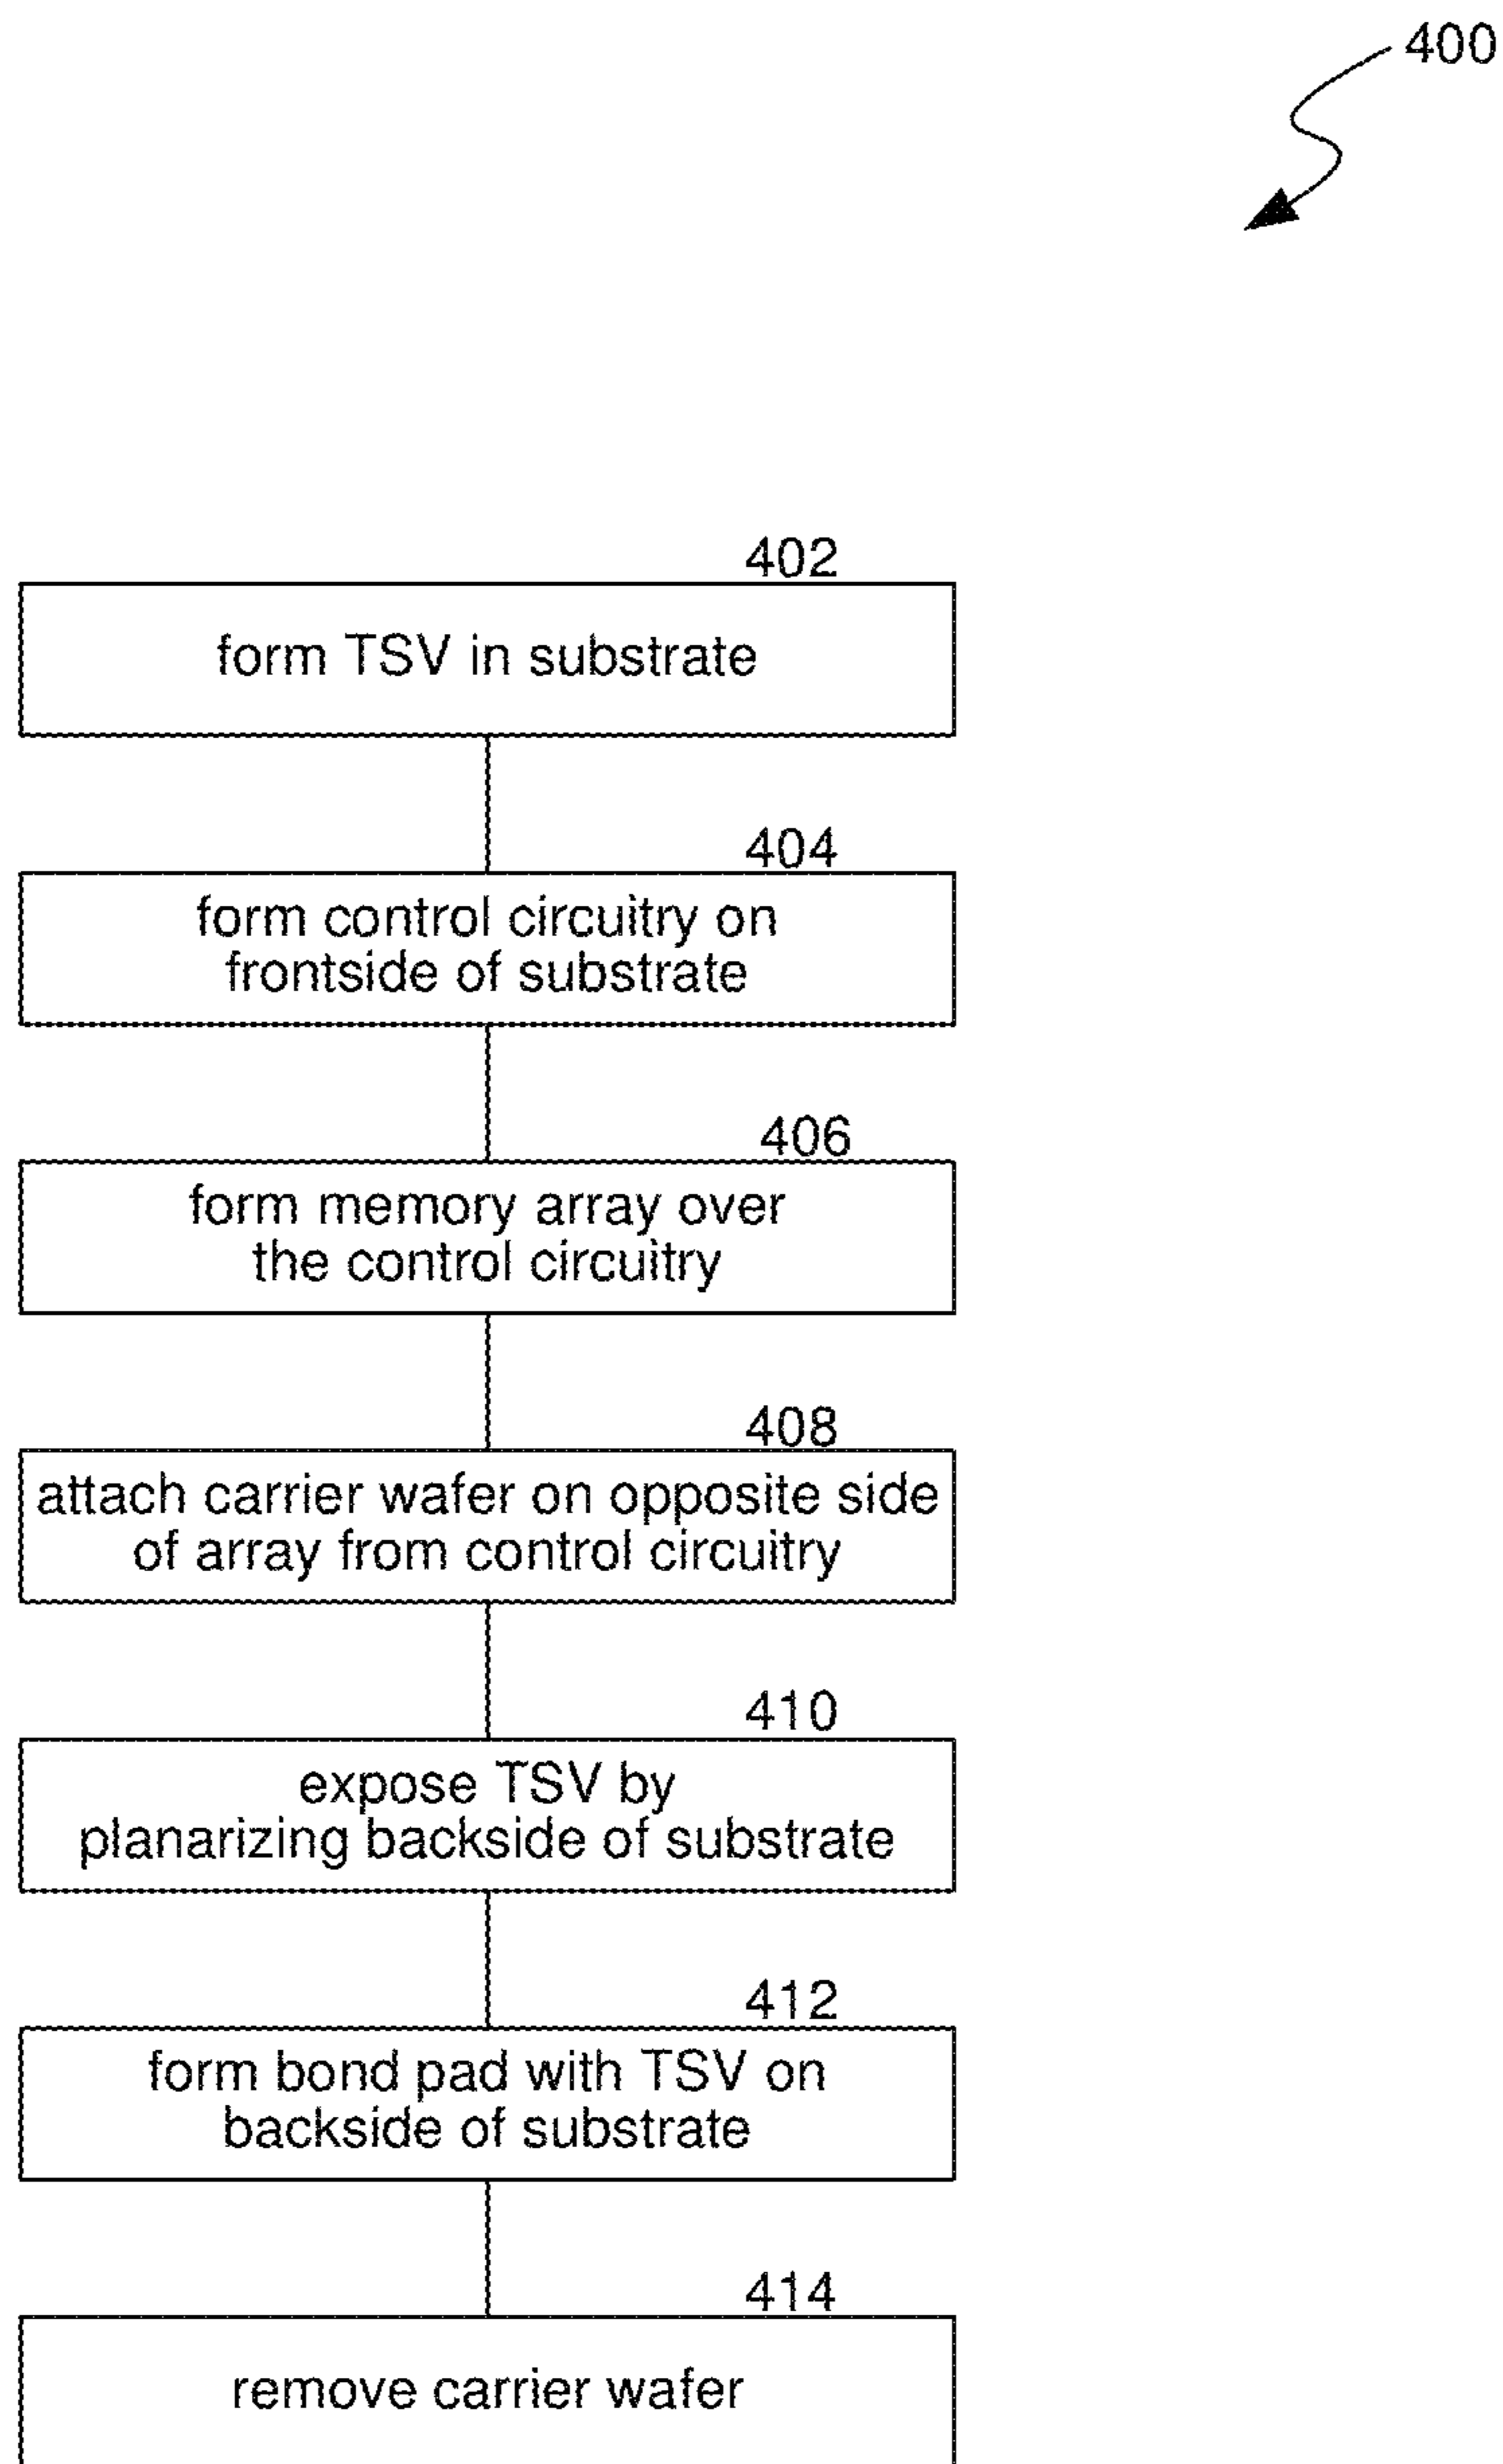 400
402
form TSV in substrate
404
form control circuitry on
frontside of substrate
406
form memory array over
the control circuitry
408
attach carrier wafer on opposite side
of array from control circuitry
410
expose TSV by
planarizing backside of substrate
412
form bond pad with TSV on
backside of substrate
414
remove carrier wafer